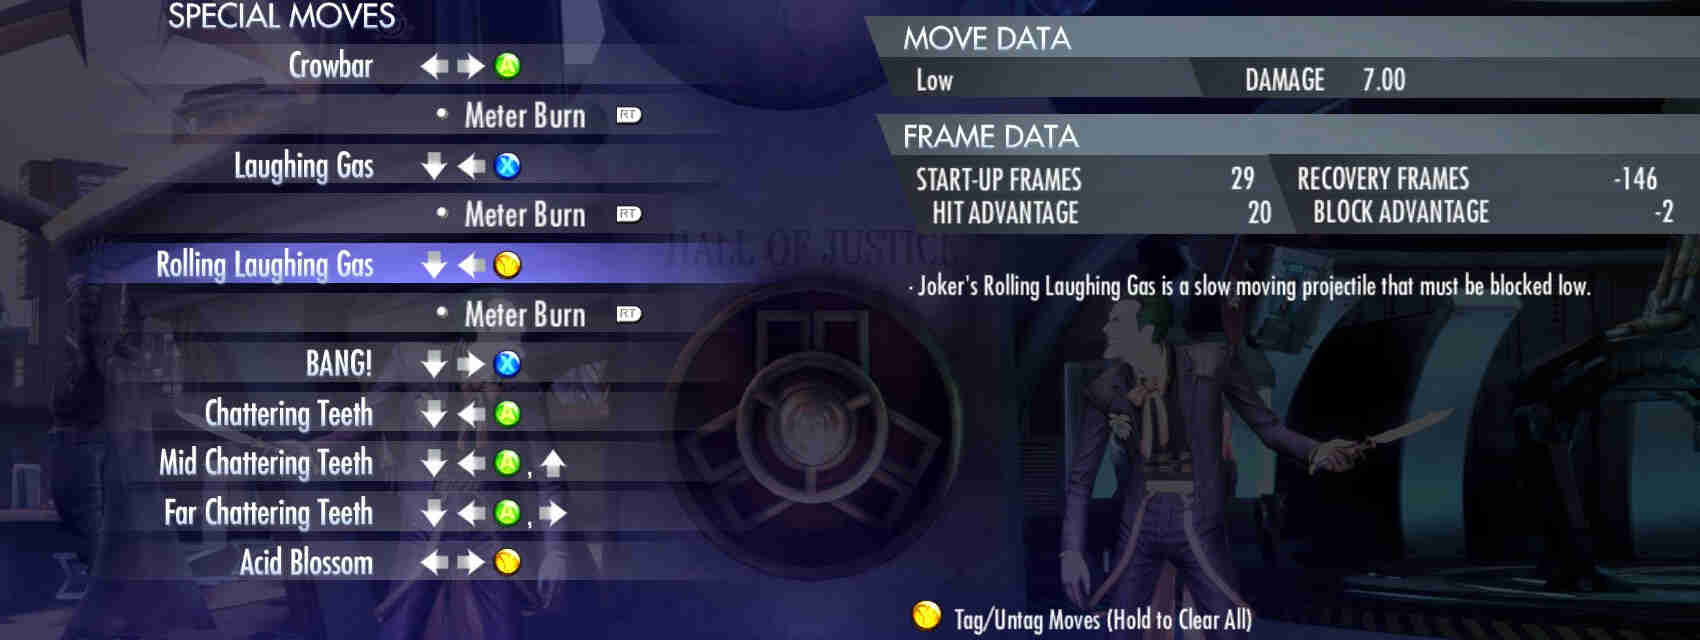 SPECIAL MOVES
Crowbar A
• Meter Burn RT
Laughing Gas X
• Meter Burn RT
Rolling Laughing Gas Y
• Meter Burn RT
BANG! X
Chattering Teeth A
Mid Chattering Teeth A ,
Far Chattering Teeth A ,
Acid Blossom Y
MOVE DATA
Low DAMAGE 7.00
FRAME DATA
START-UP FRAMES 29 RECOVERY FRAMES -146
HIT ADVANTAGE 20 BLOCK ADVANTAGE -2
HALL OF JUSTICE
· Joker's Rolling Laughing Gas is a slow moving projectile that must be blocked low.
Y Tag/Untag Moves (Hold to Clear All)